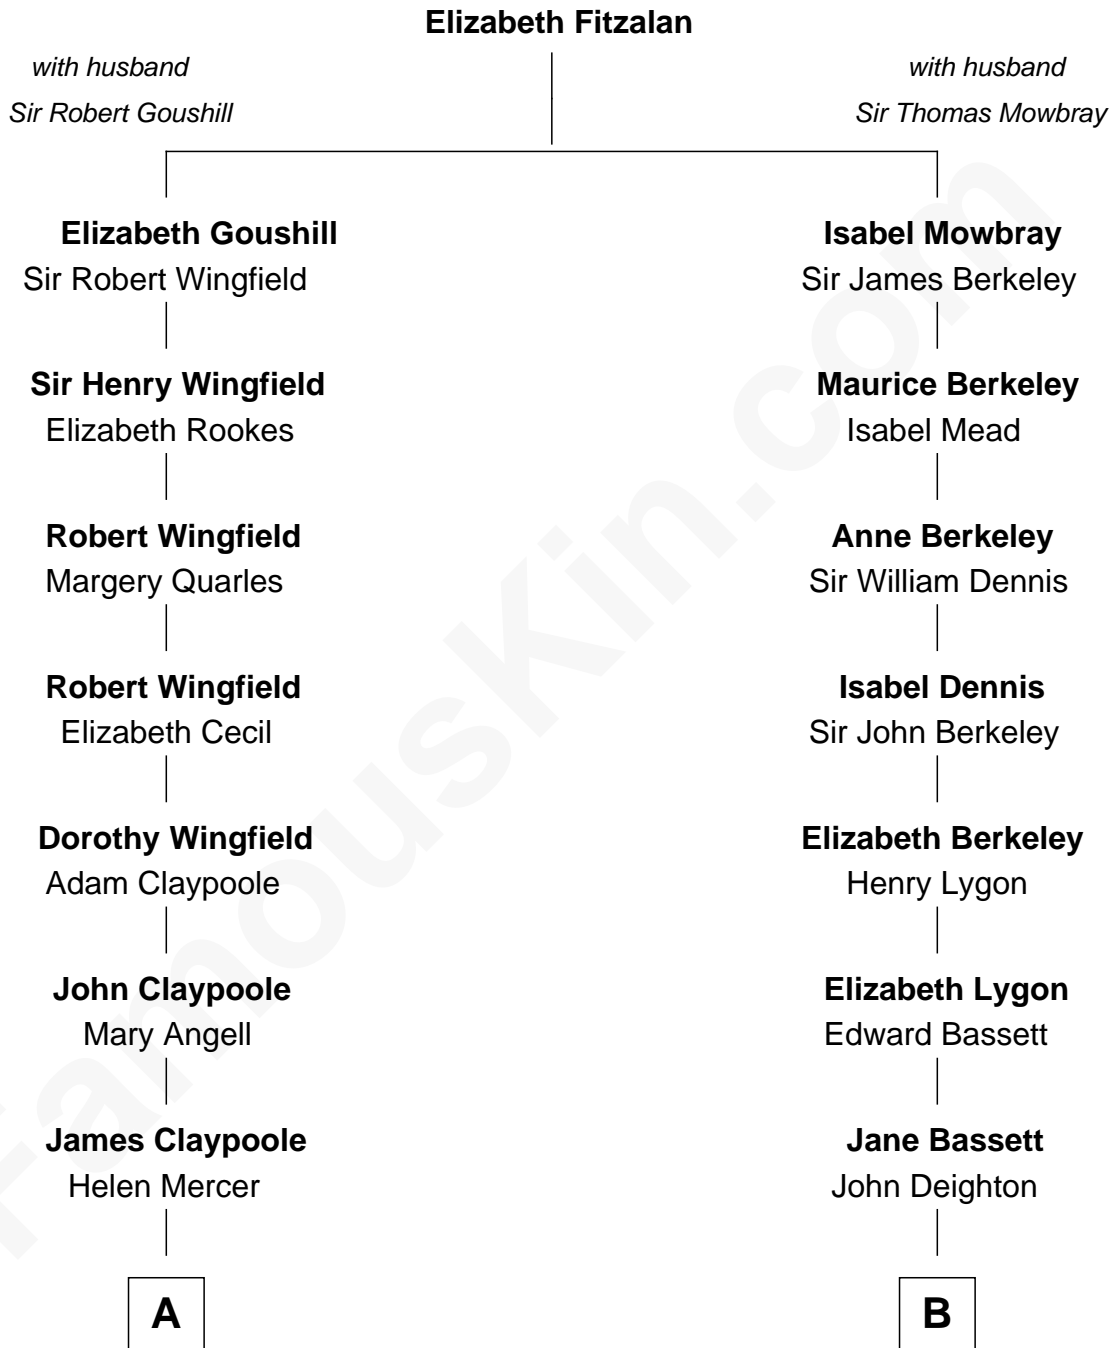 Elizabeth Fitzalan
with husband
Sir Robert Goushill
with husband
Sir Thomas Mowbray
Elizabeth Goushill
Sir Robert Wingfield
Isabel Mowbray
Sir James Berkeley
Sir Henry Wingfield
Elizabeth Rookes
Maurice Berkeley
Isabel Mead
Robert Wingfield
Margery Quarles
Anne Berkeley
Sir William Dennis
Robert Wingfield
Elizabeth Cecil
Isabel Dennis
Sir John Berkeley
Dorothy Wingfield
Adam Claypoole
Elizabeth Berkeley
Henry Lygon
John Claypoole
Mary Angell
Elizabeth Lygon
Edward Bassett
James Claypoole
Helen Mercer
Jane Bassett
John Deighton
A
B
FamousKin.com